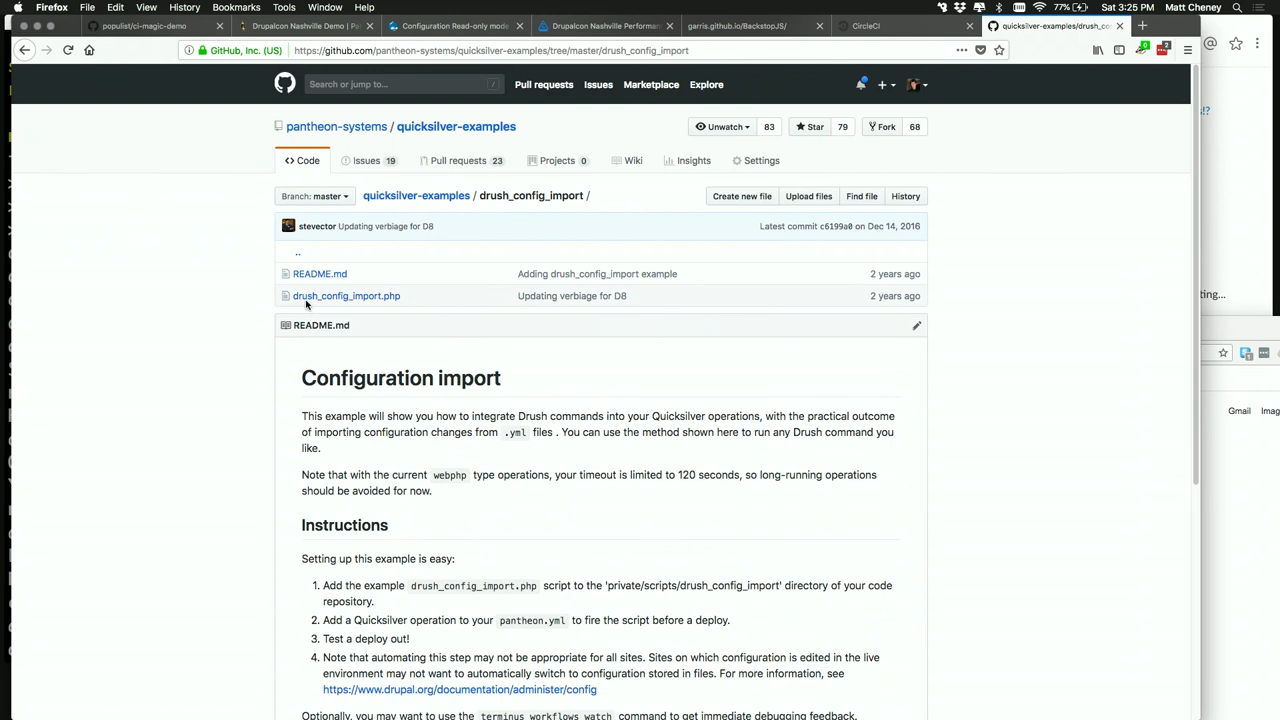 Firefox File Edit View History Bookmarks Tools Window Help 77% Sat 3:25 PM Matt Cheney
populist/ci-magic-demo Drupalcon Nashville Demo | Pa Configuration Read-only mode Drupalcon Nashville Perform garris.github.io/BackstopJS/ CircleCI quicksilver-examples/drush_co
GitHub, Inc. (US) https://github.com/pantheon-systems/quicksilver-examples/tree/master/drush_config_import
Search or jump to... / Pull requests Issues Marketplace Explore
pantheon-systems / quicksilver-examples Unwatch 83 Star 79 Fork 68
Code Issues 19 Pull requests 23 Projects 0 Wiki Insights Settings
Branch: master quicksilver-examples / drush_config_import / Create new file Upload files Find file History
stevector Updating verbiage for D8 Latest commit c6199a0 on Dec 14, 2016
..
README.md Adding drush_config_import example 2 years ago
drush_config_import.php Updating verbiage for D8 2 years ago
README.md
Configuration import
This example will show you how to integrate Drush commands into your Quicksilver operations, with the practical outcome
of importing configuration changes from .yml files . You can use the method shown here to run any Drush command you
like.
Note that with the current webphp type operations, your timeout is limited to 120 seconds, so long-running operations
should be avoided for now.
Instructions
Setting up this example is easy:
1. Add the example drush_config_import.php script to the 'private/scripts/drush_config_import' directory of your code
repository.
2. Add a Quicksilver operation to your pantheon.yml to fire the script before a deploy.
3. Test a deploy out!
4. Note that automating this step may not be appropriate for all sites. Sites on which configuration is edited in the live
environment may not want to automatically switch to configuration stored in files. For more information, see
https://www.drupal.org/documentation/administer/config
Optionally, you may want to use the terminus workflows watch command to get immediate debugging feedback.
s!?
ting...
Gmail Imag